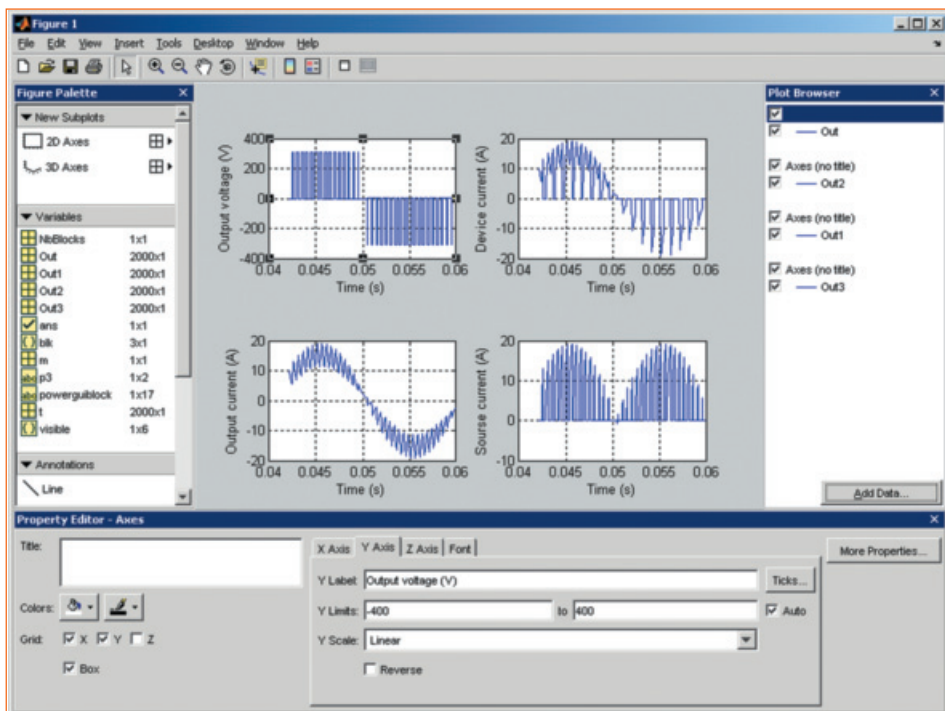 Figure 1
File Edit View Insert Tools Desktop Window Help
Figure Palette
New Subplots
2D Axes
3D Axes
Variables
NbBlocks 1x1
Out 2000x1
Out1 2000x1
Out2 2000x1
Out3 2000x1
ans 1x1
blk 3x1
m 1x1
abc p3 1x2
abc powerguiblock 1x17
t 2000x1
visible 1x6
Annotations
Line
Output voltage (V)
400
200
0
-200
-400
0.04 0.045 0.05 0.055 0.06
Time (s)
Device current (A)
20
10
0
-10
-20
0.04 0.045 0.05 0.055 0.06
Time (s)
Output current (A)
20
10
0
-10
-20
0.04 0.045 0.05 0.055 0.06
Time (s)
Sourse current (A)
20
10
0
-10
0.04 0.045 0.05 0.055 0.06
Time (s)
Plot Browser
Out
Axes (no title)
Out2
Axes (no title)
Out1
Axes (no title)
Out3
Add Data...
Property Editor - Axes
Title:
Colors:
Grid: X Y Z
Box
X Axis Y Axis Z Axis Font
Y Label: Output voltage (V) Ticks...
Y Limits: -400 to 400 Auto
Y Scale: Linear
Reverse
More Properties...